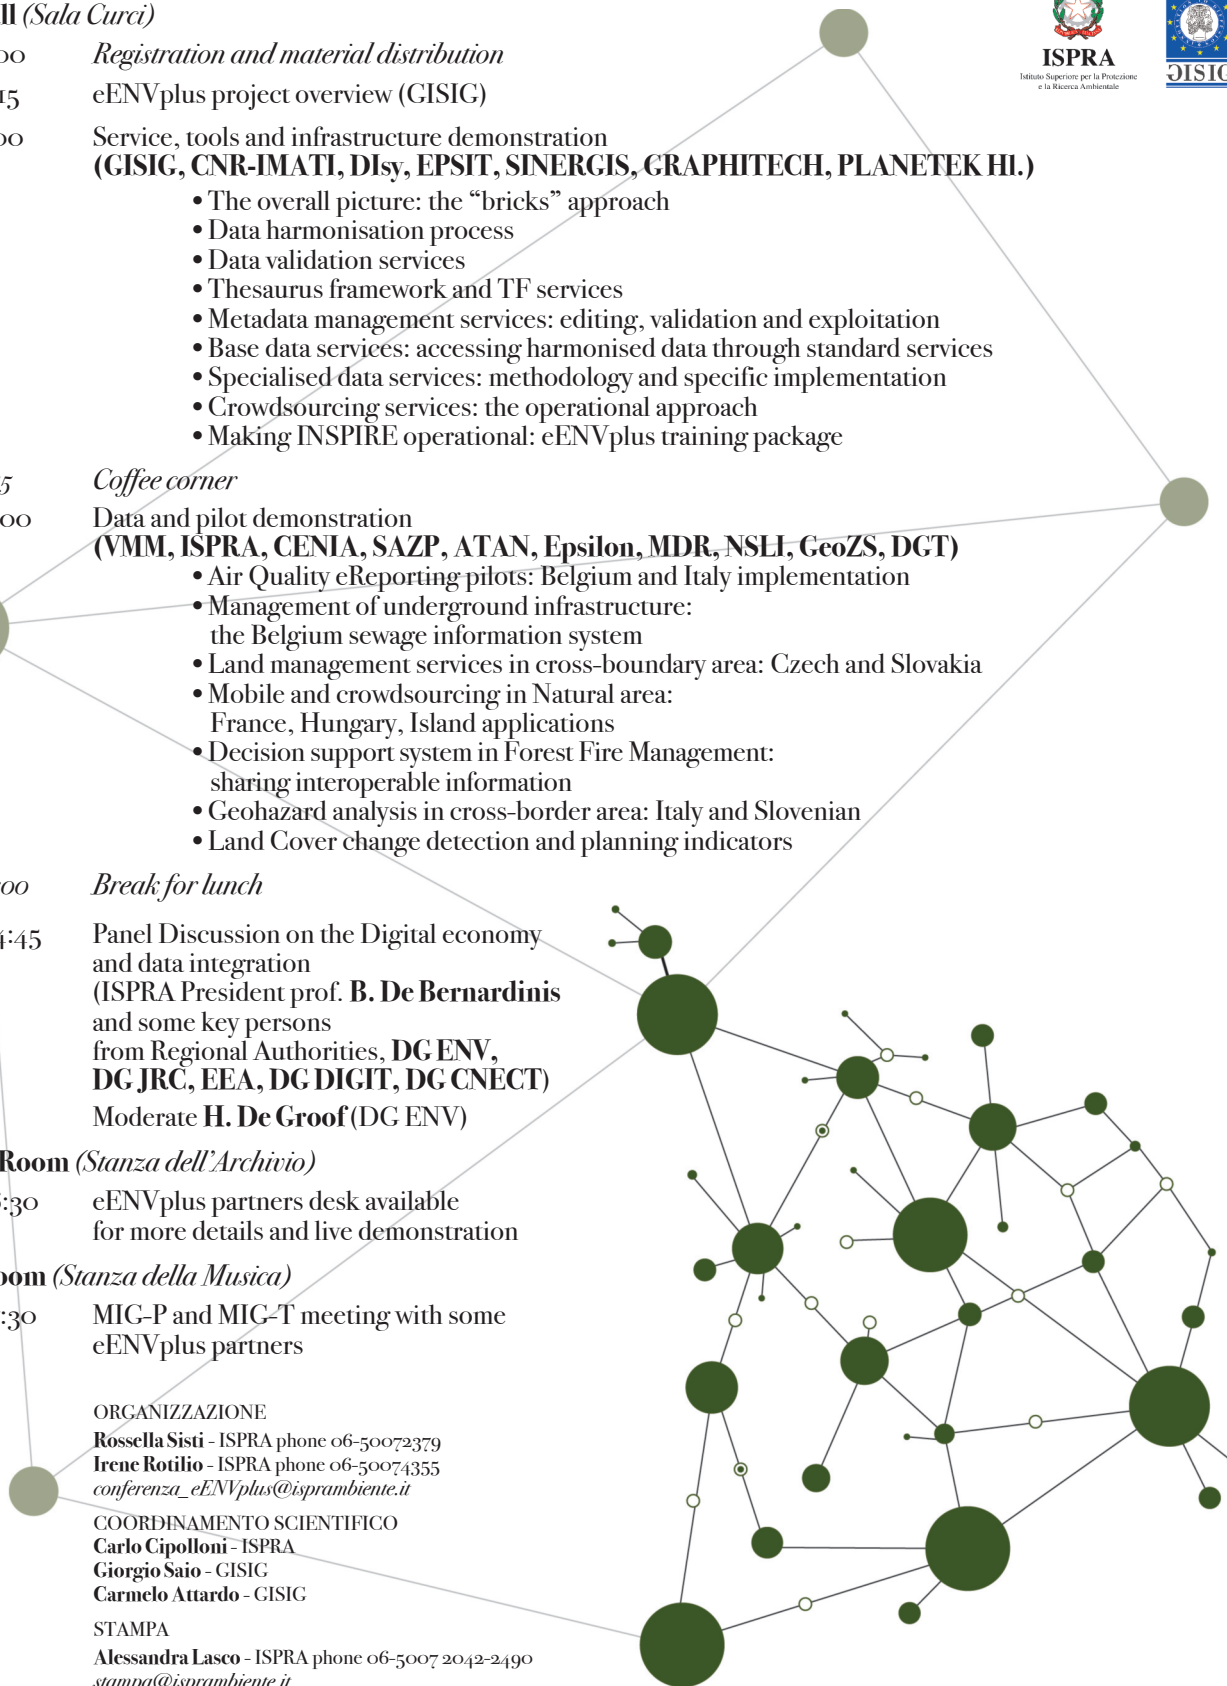 ll (Sala Curci)
00 Registration and material distribution
15 eENVplus project overview (GISIG)
00 Service, tools and infrastructure demonstration
(GISIG, CNR-IMATI, DIsy, EPSIT, SINERGIS, GRAPHITECH, PLANETEK Hl.)
• The overall picture: the “bricks” approach
• Data harmonisation process
• Data validation services
• Thesaurus framework and TF services
• Metadata management services: editing, validation and exploitation
• Base data services: accessing harmonised data through standard services
• Specialised data services: methodology and specific implementation
• Crowdsourcing services: the operational approach
• Making INSPIRE operational: eENVplus training package
5 Coffee corner
00 Data and pilot demonstration
(VMM, ISPRA, CENIA, SAZP, ATAN, Epsilon, MDR, NSLI, GeoZS, DGT)
• Air Quality eReporting pilots: Belgium and Italy implementation
• Management of underground infrastructure:
the Belgium sewage information system
• Land management services in cross-boundary area: Czech and Slovakia
• Mobile and crowdsourcing in Natural area:
France, Hungary, Island applications
• Decision support system in Forest Fire Management:
sharing interoperable information
• Geohazard analysis in cross-border area: Italy and Slovenian
• Land Cover change detection and planning indicators
:00 Break for lunch
4:45 Panel Discussion on the Digital economy
and data integration
(ISPRA President prof. B. De Bernardinis
and some key persons
from Regional Authorities, DG ENV,
DG JRC, EEA, DG DIGIT, DG CNECT)
Moderate H. De Groof (DG ENV)
Room (Stanza dell’Archivio)
:30 eENVplus partners desk available
for more details and live demonstration
oom (Stanza della Musica)
:30 MIG-P and MIG-T meeting with some
eENVplus partners
ORGANIZZAZIONE
Rossella Sisti - ISPRA phone 06-50072379
Irene Rotilio - ISPRA phone 06-50074355
conferenza_eENVplus@isprambiente.it
COORDINAMENTO SCIENTIFICO
Carlo Cipolloni - ISPRA
Giorgio Saio - GISIG
Carmelo Attardo - GISIG
STAMPA
Alessandra Lasco - ISPRA phone 06-5007 2042-2490
stampa@isprambiente.it
ISPRA
Istituto Superiore per la Protezione
e la Ricerca Ambientale
GISIG